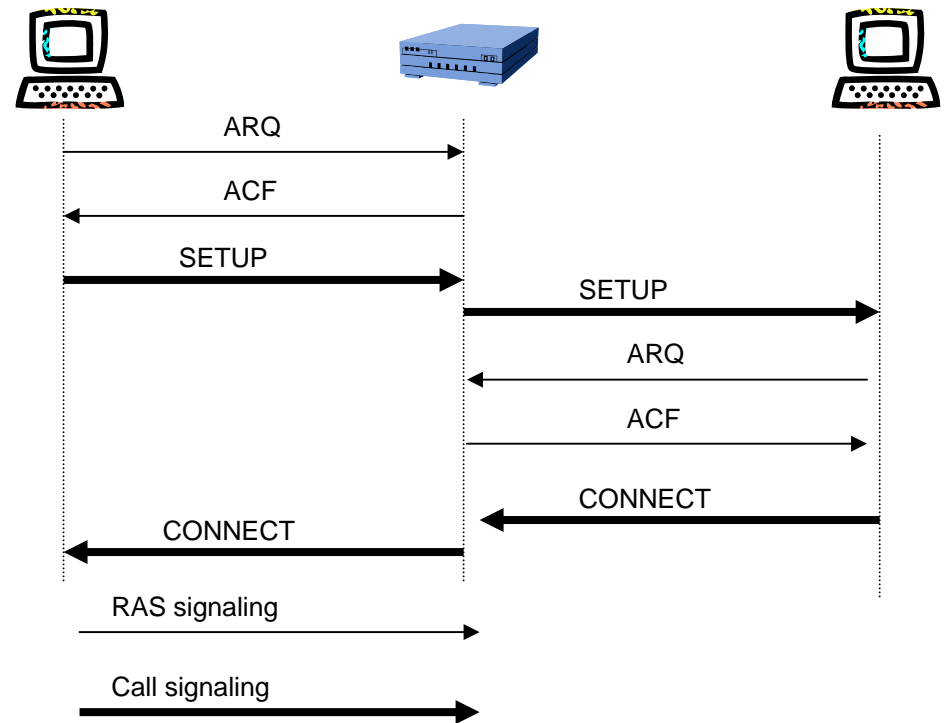 ARQ
ACF
SETUP
SETUP
ARQ
ACF
CONNECT
CONNECT
RAS signaling
Call signaling